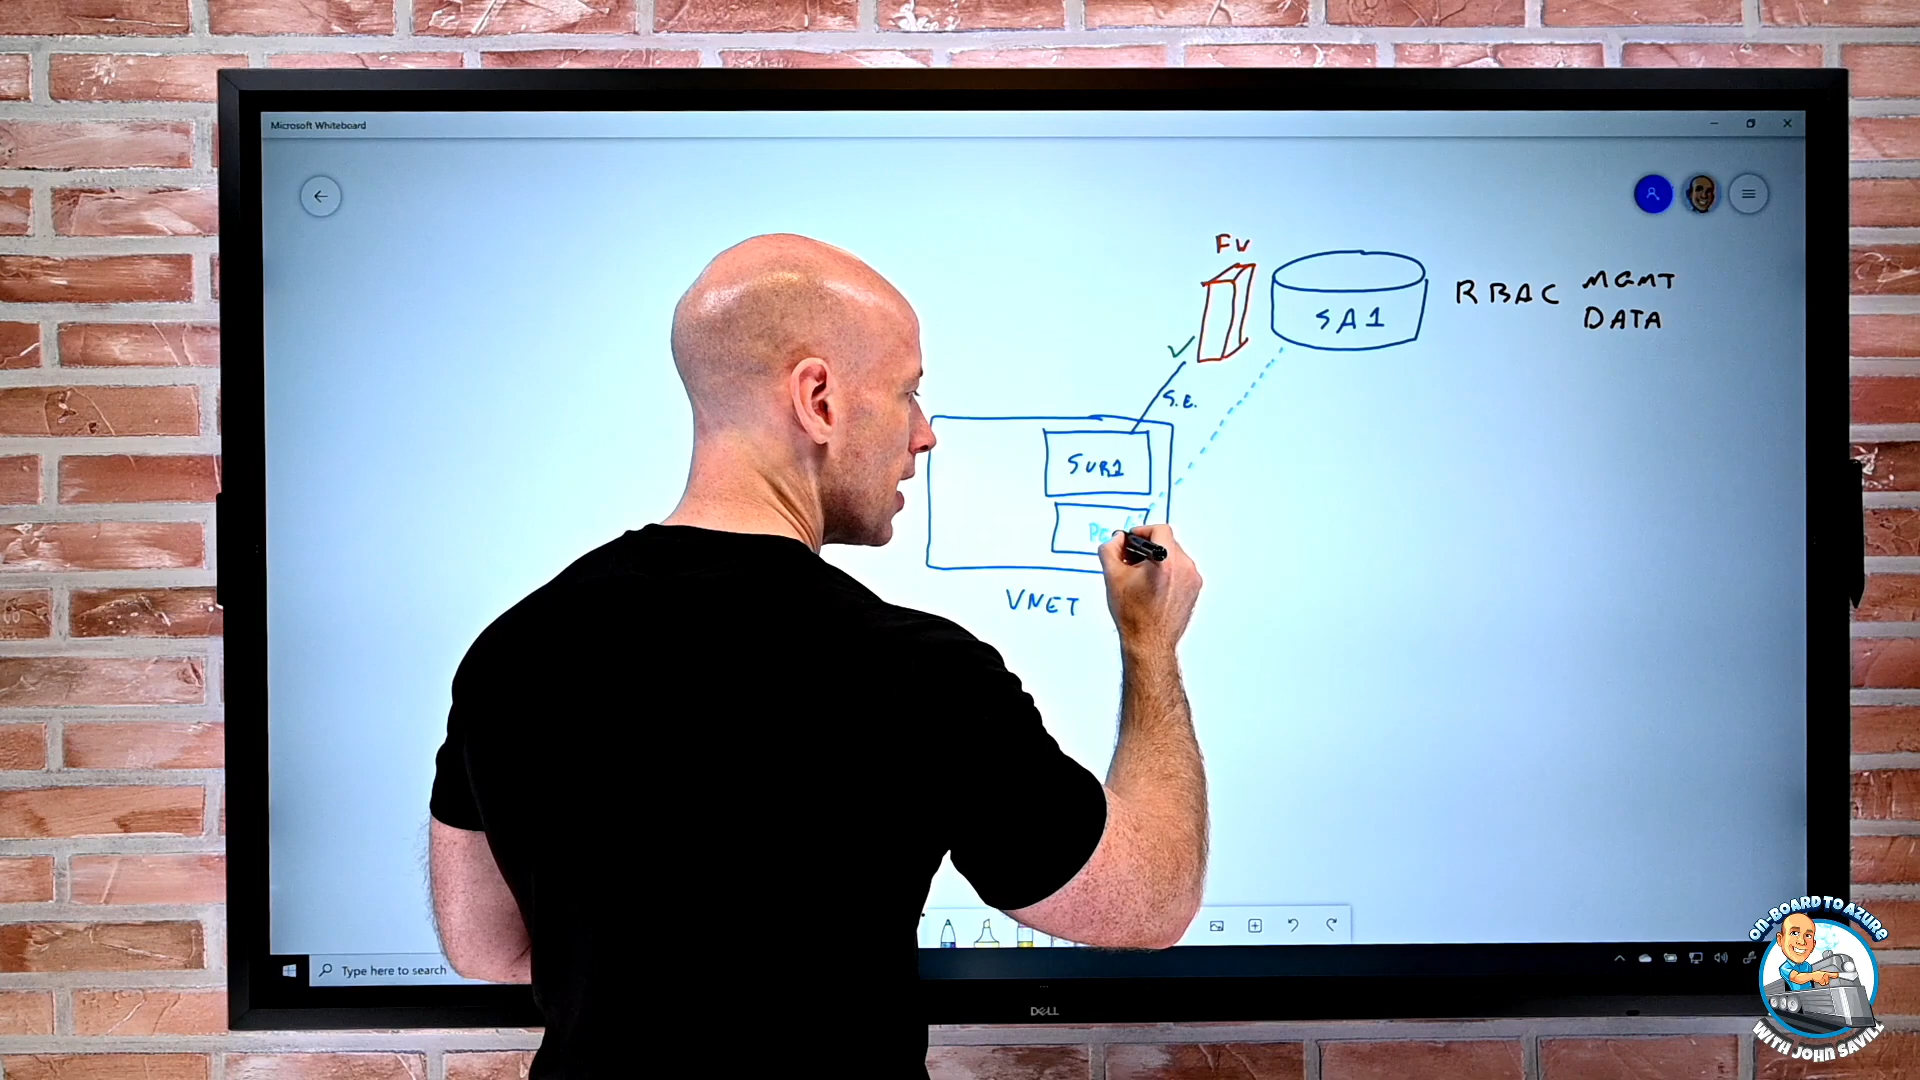 Microsoft Whiteboard
FW
SA1
RBAC MGMT
DATA
S.E.
SUB1
VNET
Type here to search
DELL
ON-BOARD TO AZURE
WITH JOHN SAVILL